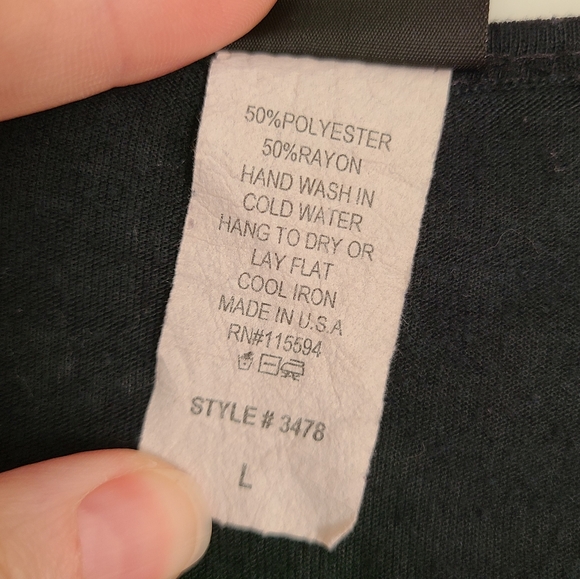 50%POLYESTER
50%RAYON
HAND WASH IN
COLD WATER
HANG TO DRY OR
LAY FLAT
COOL IRON
MADE IN U.S.A
RN#115594
STYLE # 3478
L